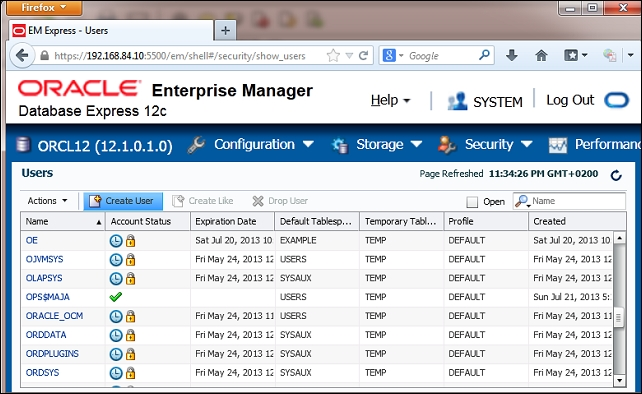 Firefox
EM Express - Users
https://192.168.84.10:5500/em/shell#/security/show_users
Google
ORACLE Enterprise Manager
Database Express 12c
Help
SYSTEM
Log Out
ORCL12 (12.1.0.1.0) Configuration Storage Security Performanc
Users
Page Refreshed 11:34:26 PM GMT+0200
Actions Create User Create Like Drop User Open Name
Name Account Status Expiration Date Default Tablesp... Temporary Tabl... Profile Created
OE Sat Jul 20, 2013 10 EXAMPLE TEMP DEFAULT Sat Jul 20, 2013 10
OJVMSYS Fri May 24, 2013 12 USERS TEMP DEFAULT Fri May 24, 2013 12
OLAPSYS Fri May 24, 2013 12 SYSAUX TEMP DEFAULT Fri May 24, 2013 12
OPS$MAJA USERS TEMP DEFAULT Sun Jul 21, 2013 5:
ORACLE_OCM Fri May 24, 2013 11 USERS TEMP DEFAULT Fri May 24, 2013 11
ORDDATA Fri May 24, 2013 12 SYSAUX TEMP DEFAULT Fri May 24, 2013 12
ORDPLUGINS Fri May 24, 2013 12 SYSAUX TEMP DEFAULT Fri May 24, 2013 12
ORDSYS Fri May 24, 2013 12 SYSAUX TEMP DEFAULT Fri May 24, 2013 12